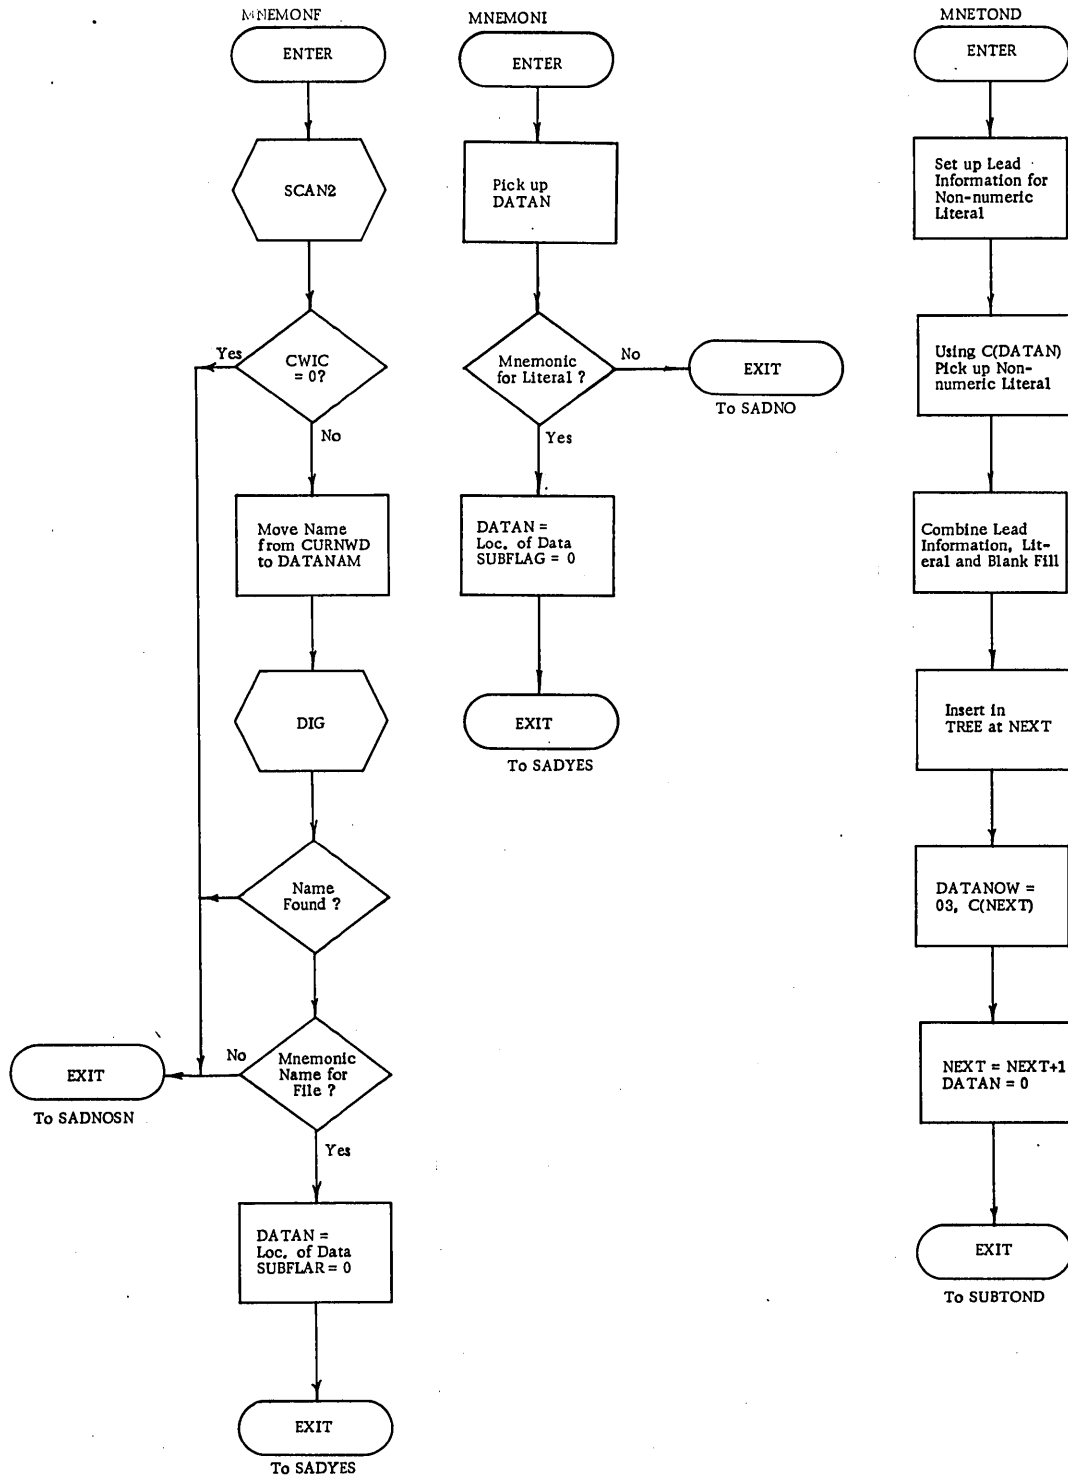 MNEMONF
ENTER
SCAN2
CWIC
= 0?
Yes
No
Move Name
from CURNWD
to DATANAM
DIG
Name
Found ?
Mnemonic
Name for
File ?
No
EXIT
To SADNOSN
Yes
DATAN =
Loc. of Data
SUBFLAR = 0
EXIT
To SADYES
MNEMONI
ENTER
Pick up
DATAN
Mnemonic
for Literal ?
No
EXIT
To SADNO
Yes
DATAN =
Loc. of Data
SUBFLAG = 0
EXIT
To SADYES
MNETOND
ENTER
Set up Lead
Information for
Non-numeric
Literal
Using C(DATAN)
Pick up Non-
numeric Literal
Combine Lead
Information, Lit-
eral and Blank Fill
Insert in
TREE at NEXT
DATANOW =
03, C(NEXT)
NEXT = NEXT+1
DATAN = 0
EXIT
To SUBTOND